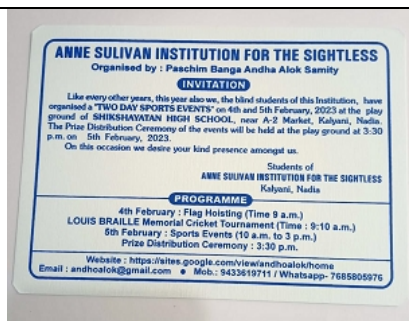 ANNE SULIVAN INSTITUTION FOR THE SIGHTLESS
Organised by : Paschim Banga Andha Alok Samity
INVITATION
Like every other years, this year also we, the blind students of this Institution, have
organised a "TWO DAY SPORTS EVENTS" on 4th and 5th February, 2023 at the play
ground of SHIKSHAYATAN HIGH SCHOOL, near A-2 Market, Kalyani, Nadia.
The Prize Distribution Ceremony of the events will be held at the play ground at 3:30
p.m. on 5th February, 2023.
On this occasion we desire your kind presence amongst us.
Students of
ANNE SULIVAN INSTITUTION FOR THE SIGHTLESS
Kalyani, Nadia
PROGRAMME
4th February : Flag Hoisting (Time 9 a.m.)
LOUIS BRAILLE Memorial Cricket Tournament (Time : 9:10 a.m.)
5th February : Sports Events (10 a.m. to 3 p.m.)
Prize Distribution Ceremony : 3:30 p.m.
Website : https://sites.google.com/view/andhoalok/home
Email : andhoalok@gmail.com ● Mob.: 9433619711 / Whatsapp- 7685805976